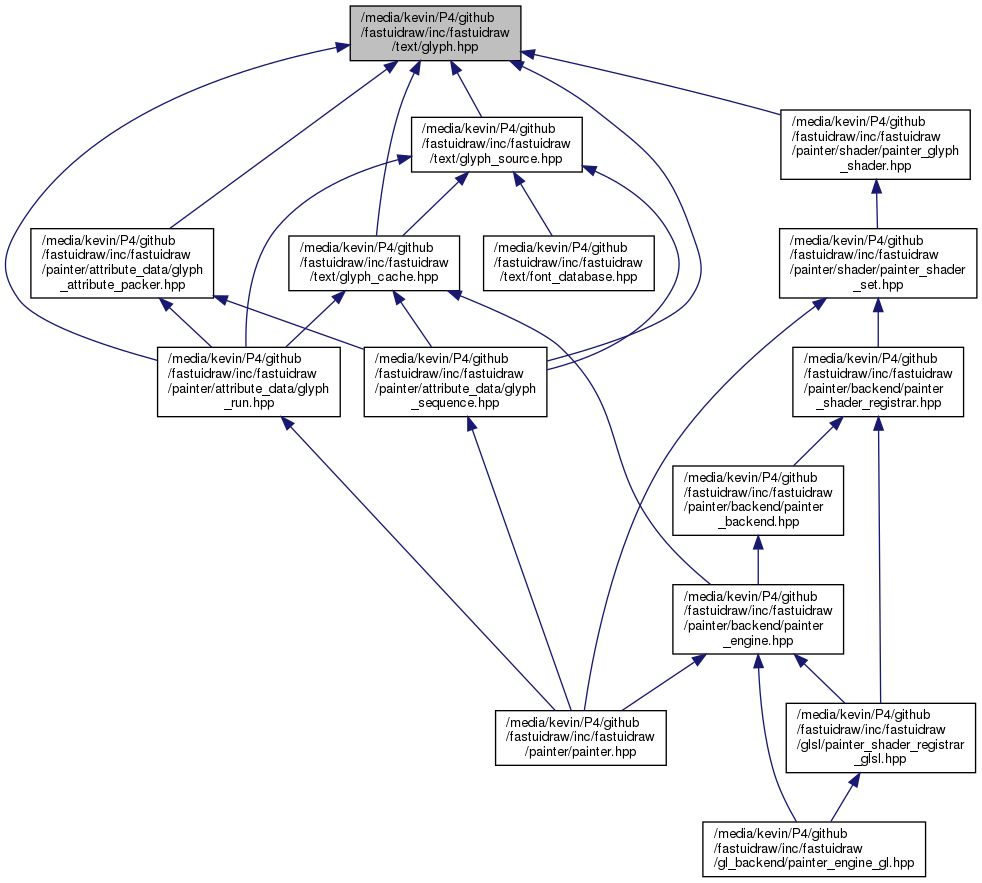 /media/kevin/P4/github
/fastuidraw/inc/fastuidraw
/text/glyph.hpp
/media/kevin/P4/github
/fastuidraw/inc/fastuidraw
/painter/shader/painter_glyph
_shader.hpp
/media/kevin/P4/github
/fastuidraw/inc/fastuidraw
/text/glyph_source.hpp
/media/kevin/P4/github
/fastuidraw/inc/fastuidraw
/painter/attribute_data/glyph
_attribute_packer.hpp
/media/kevin/P4/github
/fastuidraw/inc/fastuidraw
/text/glyph_cache.hpp
/media/kevin/P4/github
/fastuidraw/inc/fastuidraw
/text/font_database.hpp
/media/kevin/P4/github
/fastuidraw/inc/fastuidraw
/painter/shader/painter_shader
_set.hpp
/media/kevin/P4/github
/fastuidraw/inc/fastuidraw
/painter/attribute_data/glyph
_run.hpp
/media/kevin/P4/github
/fastuidraw/inc/fastuidraw
/painter/attribute_data/glyph
_sequence.hpp
/media/kevin/P4/github
/fastuidraw/inc/fastuidraw
/painter/backend/painter
_shader_registrar.hpp
/media/kevin/P4/github
/fastuidraw/inc/fastuidraw
/painter/backend/painter
_backend.hpp
/media/kevin/P4/github
/fastuidraw/inc/fastuidraw
/painter/backend/painter
_engine.hpp
/media/kevin/P4/github
/fastuidraw/inc/fastuidraw
/painter/painter.hpp
/media/kevin/P4/github
/fastuidraw/inc/fastuidraw
/glsl/painter_shader_registrar
_glsl.hpp
/media/kevin/P4/github
/fastuidraw/inc/fastuidraw
/gl_backend/painter_engine_gl.hpp